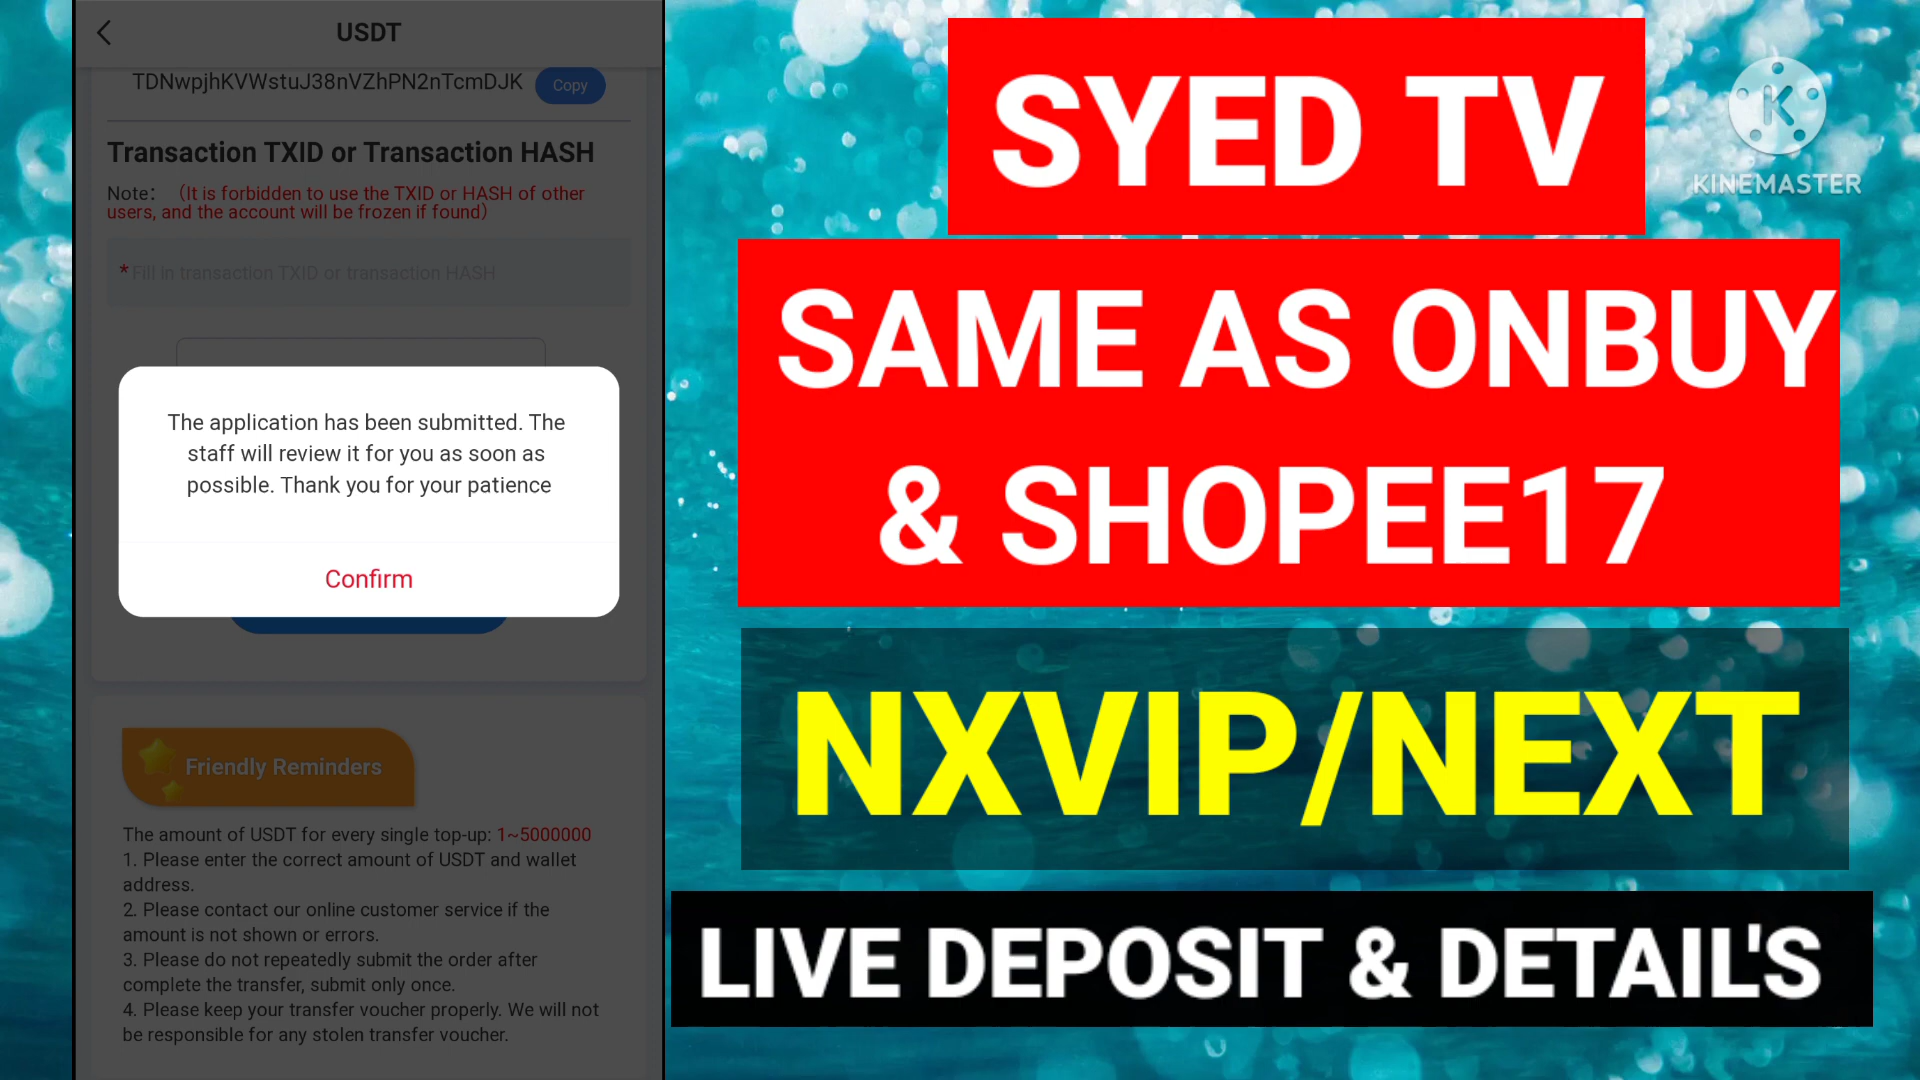 USDT
TDNwpjhKVWstuJ38nVZhPN2nTcmDJK
Copy
Transaction TXID or Transaction HASH
Note: (It is forbidden to use the TXID or HASH of other
users, and the account will be frozen if found)
*Fill in transaction TXID or transaction HASH
The application has been submitted. The
staff will review it for you as soon as
possible. Thank you for your patience
Confirm
Friendly Reminders
The amount of USDT for every single top-up: 1~5000000
1. Please enter the correct amount of USDT and wallet
address.
2. Please contact our online customer service if the
amount is not shown or errors.
3. Please do not repeatedly submit the order after
complete the transfer, submit only once.
4. Please keep your transfer voucher properly. We will not
be responsible for any stolen transfer voucher.
SYED TV
K
KINEMASTER
SAME AS ONBUY
& SHOPEE17
NXVIP/NEXT
LIVE DEPOSIT & DETAIL'S